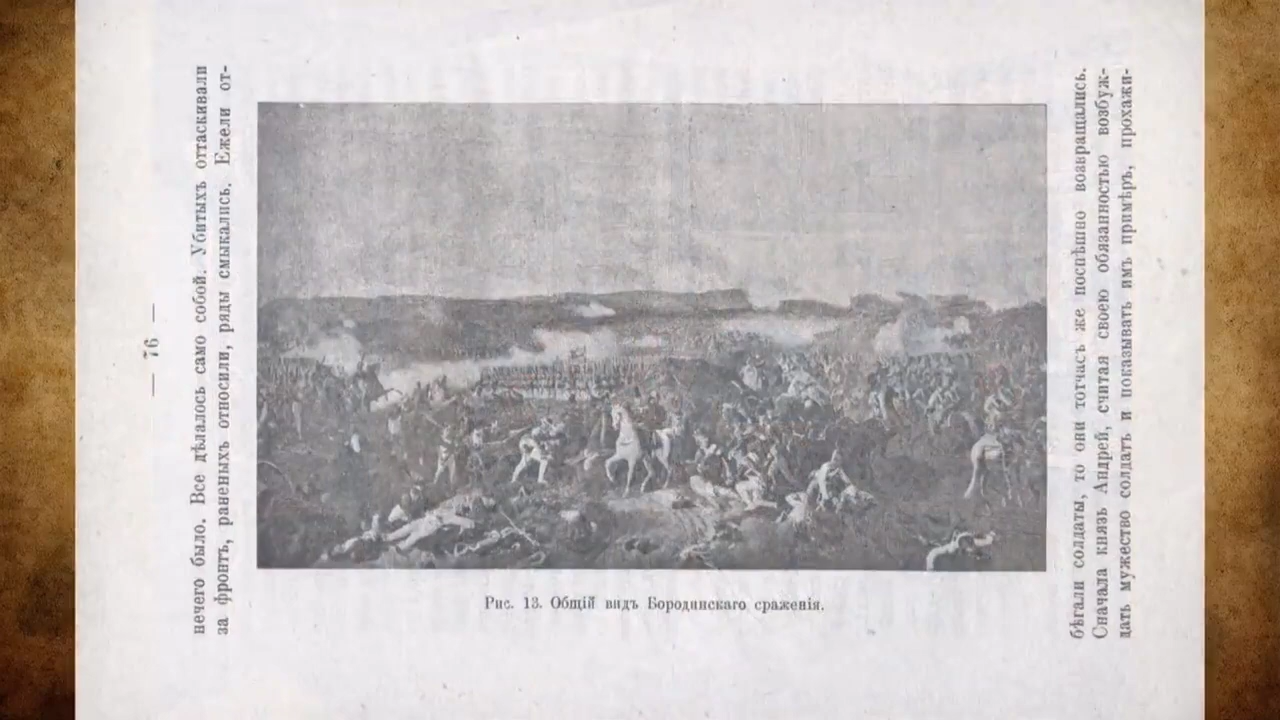 — 76 —
нечего было. Все дѣлалось само собой. Убитыхъ оттаскивали
за фронтъ, раненыхъ относили, ряды смыкались. Ежели от-
Рис. 13. Общій видъ Бородинскаго сраженія.
бѣгали солдаты, то они тотчасъ же поспѣшно возвращались.
Сначала князь Андрей, считая своею обязанностью возбуж-
дать мужество солдатъ и показывать имъ примѣръ, прохажи-